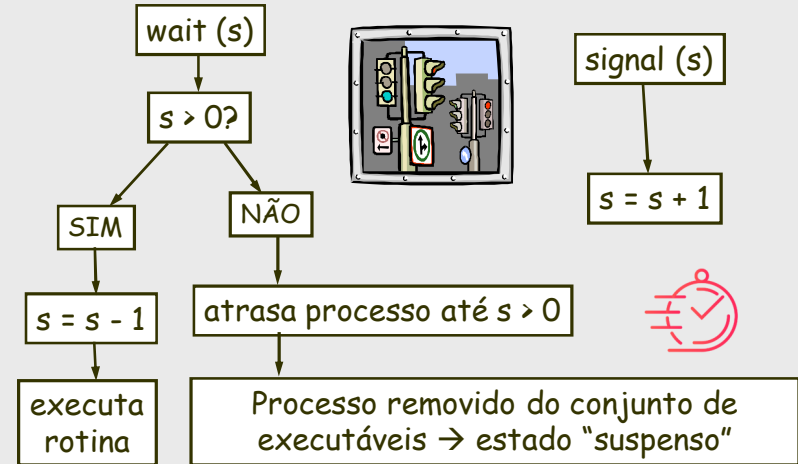 wait (s)
s > 0?
SIM
NÃO
s = s - 1
atrasa processo até s > 0
executa
rotina
Processo removido do conjunto de
executáveis → estado “suspenso”
signal (s)
s = s + 1